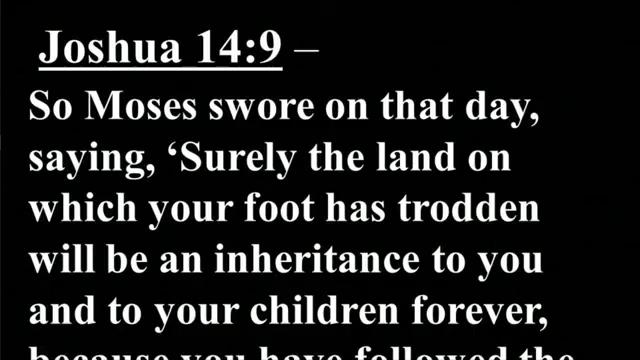 Joshua 14:9 –
So Moses swore on that day,
saying, ‘Surely the land on
which your foot has trodden
will be an inheritance to you
and to your children forever,
because you have followed the